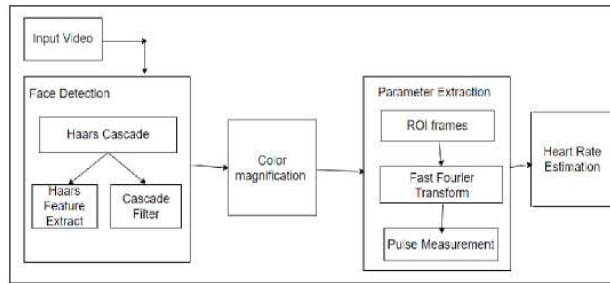 Input Video
Face Detection
Haars Cascade
Haars
Feature
Extract
Cascade
Filter
Color
magnification
Parameter Extraction
ROI frames
Fast Fourier
Transform
Pulse Measurement
Heart Rate
Estimation